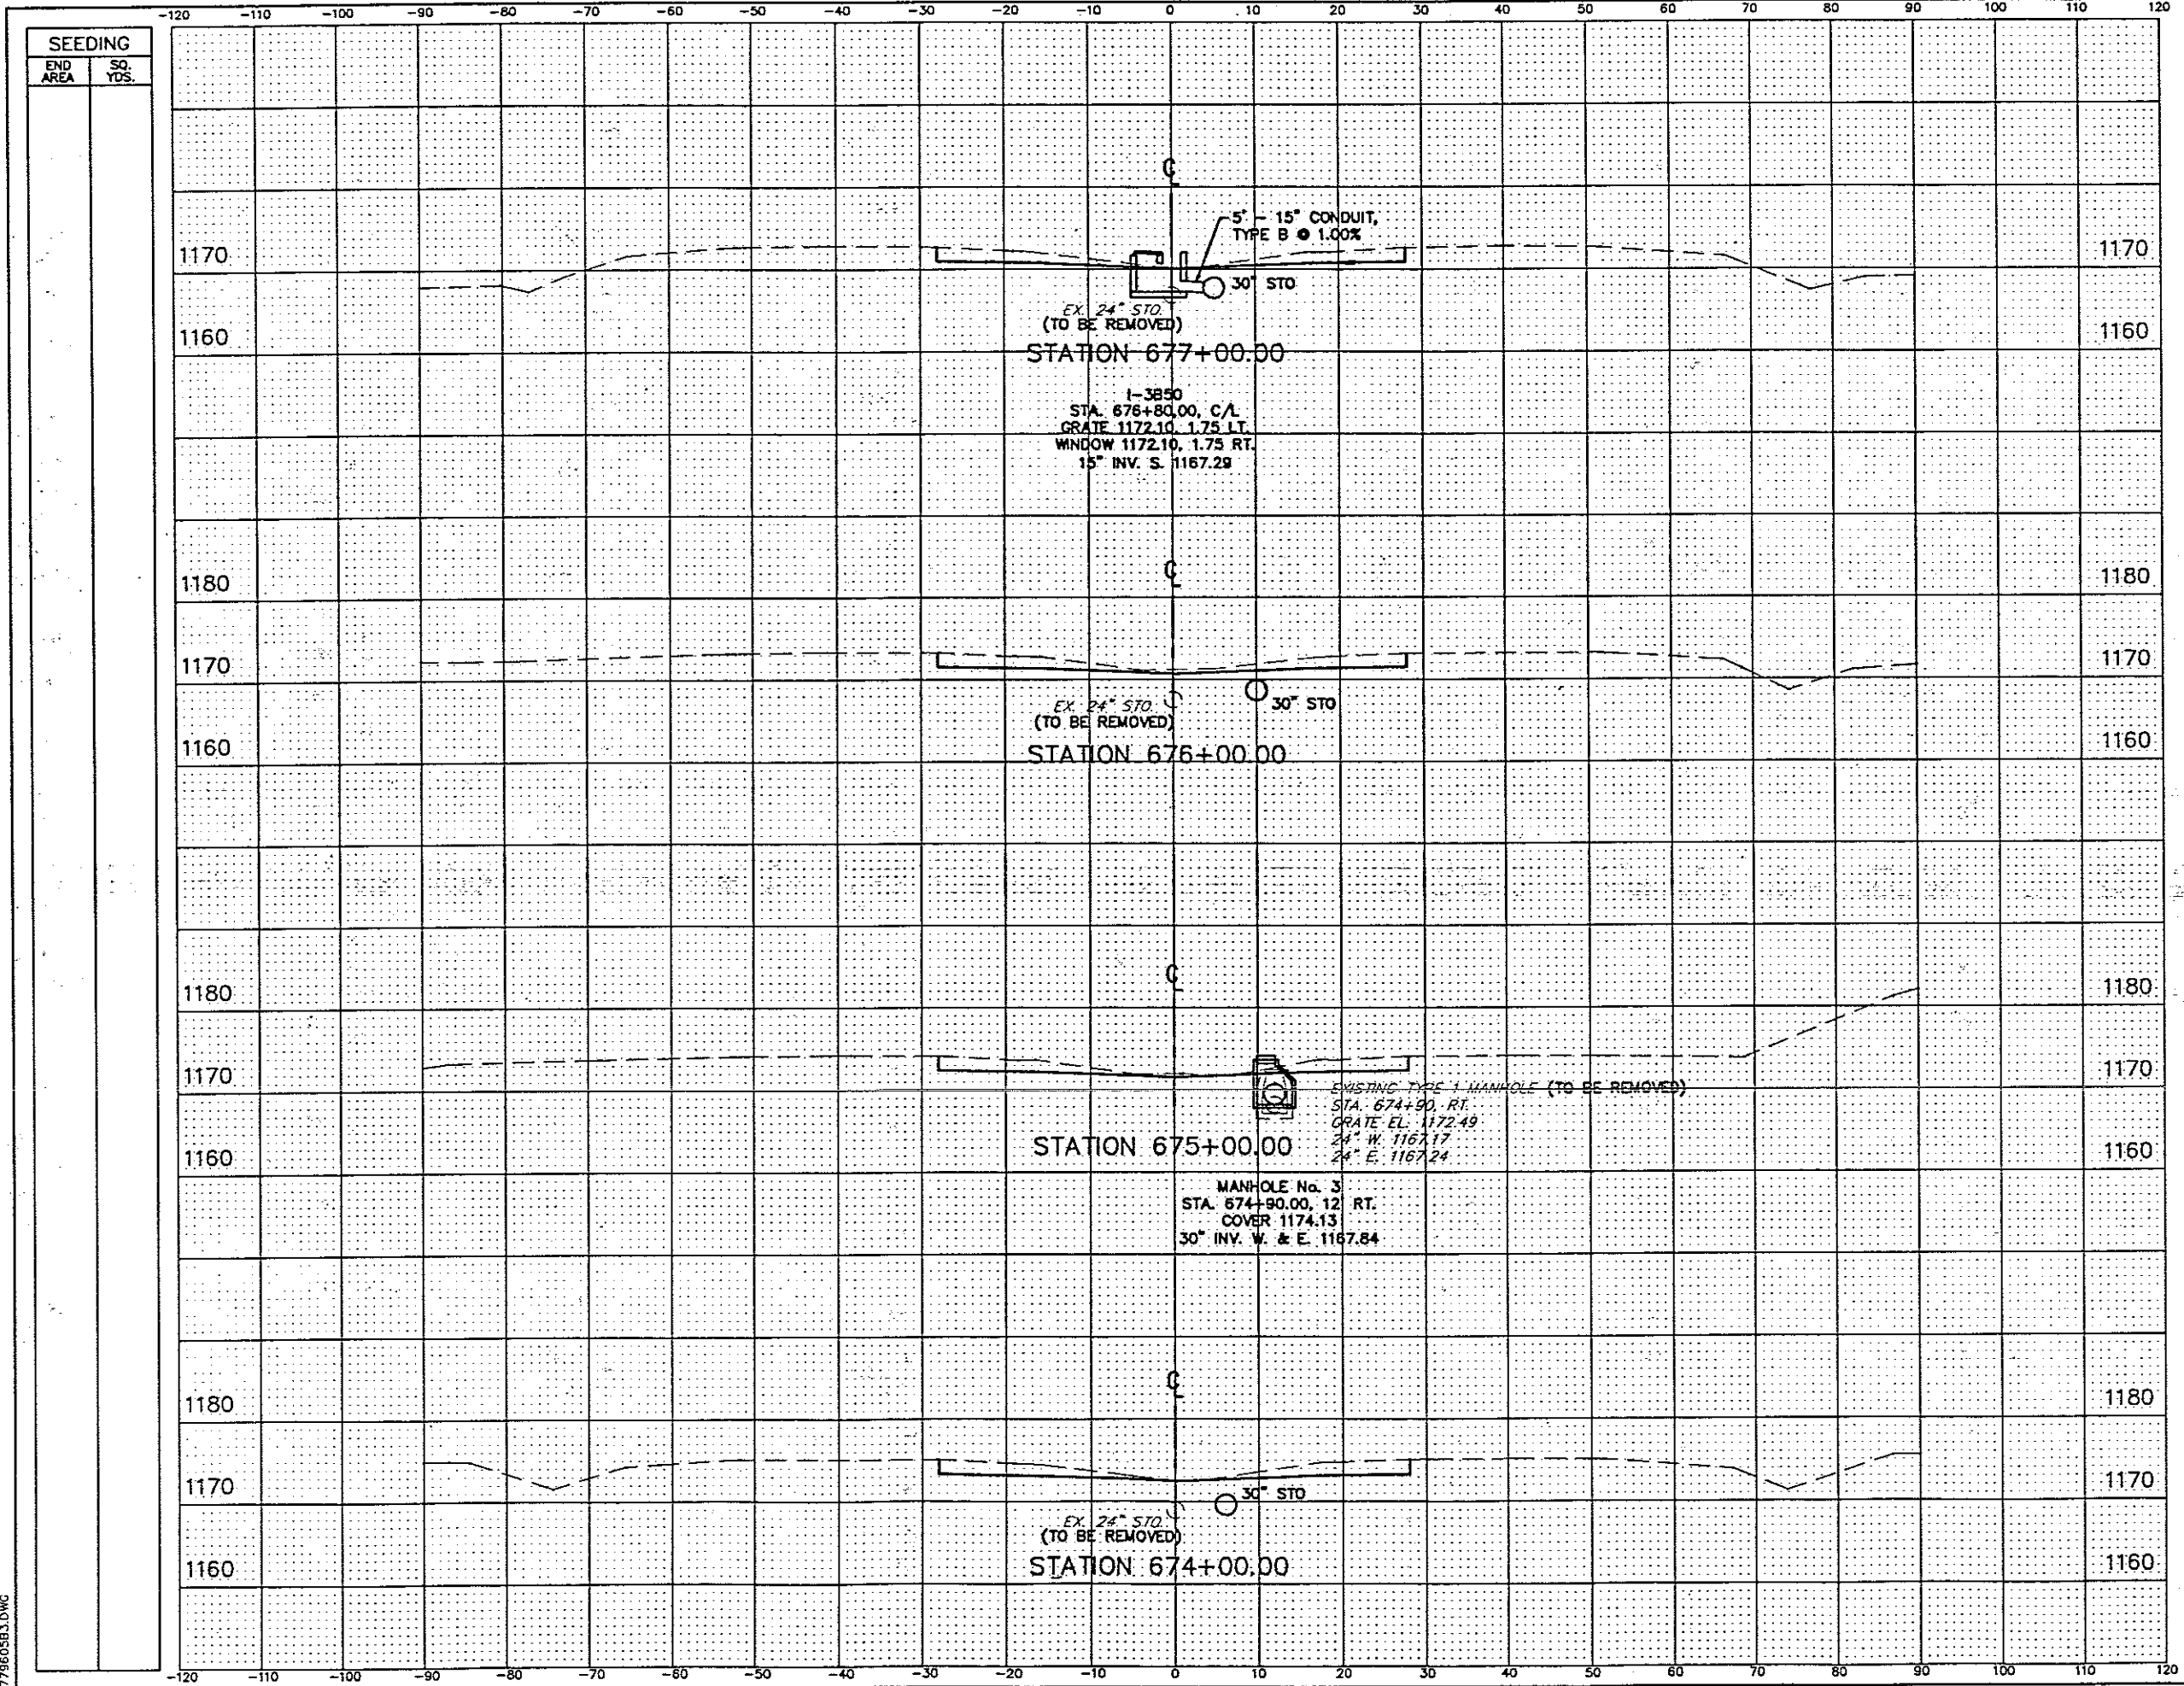 -120 -110 -100 -90 -80 -70 -60 -50 -40 -30 -20 -10 0 10 20 30 40 50 60 70 80 90 100 110 120
SEEDING
END AREA
SQ. YDS.
℄
5' - 15" CONDUIT,
TYPE B @ 1.00%
1170 1170
30" STO
EX. 24" STO.
(TO BE REMOVED)
1160 1160
STATION 677+00.00
I-3B50
STA. 676+80.00, C/L
GRATE 1172.10, 1.75 LT.
WINDOW 1172.10, 1.75 RT.
15" INV. S. 1167.29
℄
1180 1180
1170 1170
30" STO
EX. 24" STO.
(TO BE REMOVED)
1160 1160
STATION 676+00.00
℄
1180 1180
1170 1170
EXISTING TYPE 1 MANHOLE (TO BE REMOVED)
STA. 674+90, RT.
GRATE EL. 1172.49
24" W. 1167.17
24" E. 1167.24
STATION 675+00.00
1160 1160
MANHOLE No. 3
STA. 674+90.00, 12' RT.
COVER 1174.13
30" INV. W. & E. 1167.84
℄
1180 1180
1170 1170
30" STO
EX. 24" STO.
(TO BE REMOVED)
STATION 674+00.00
1160 1160
-120 -110 -100 -90 -80 -70 -60 -50 -40 -30 -20 -10 0 10 20 30 40 50 60 70 80 90 100 110 120